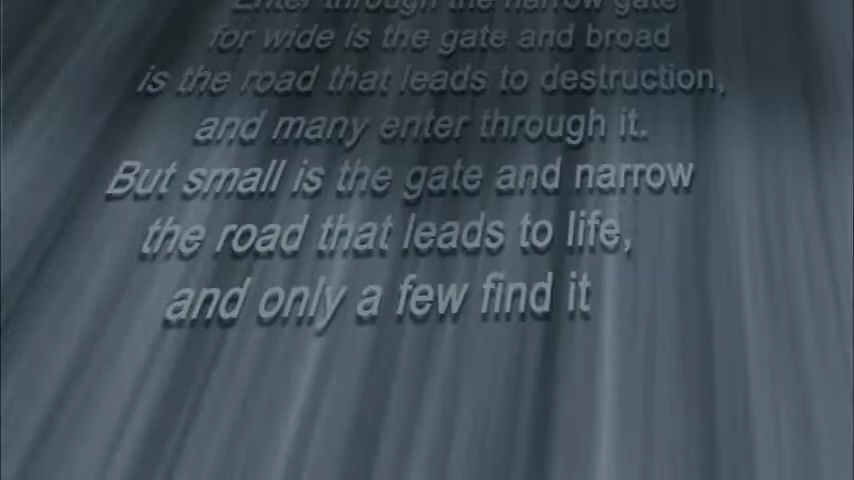 Enter through the narrow gate
for wide is the gate and broad
is the road that leads to destruction,
and many enter through it.
But small is the gate and narrow
the road that leads to life,
and only a few find it